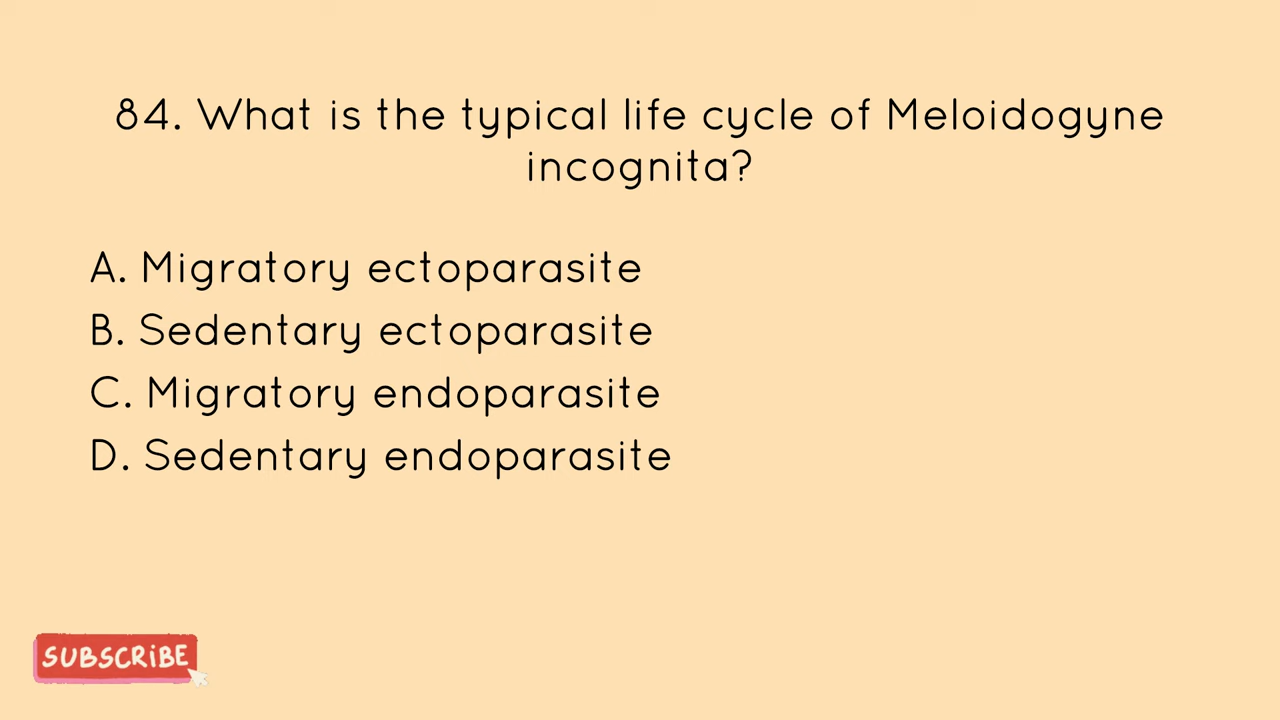 84. What is the typical life cycle of Meloidogyne
incognita?
A. Migratory ectoparasite
B. Sedentary ectoparasite
C. Migratory endoparasite
D. Sedentary endoparasite
SUBSCRiBE